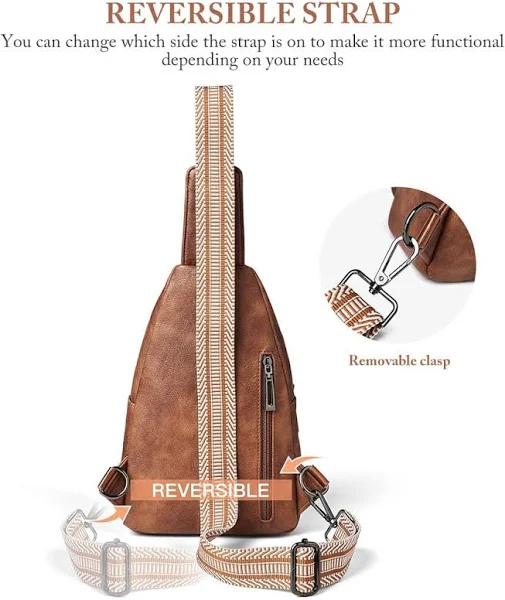 REVERSIBLE STRAP
You can change which side the strap is on to make it more functional
depending on your needs
Removable clasp
REVERSIBLE